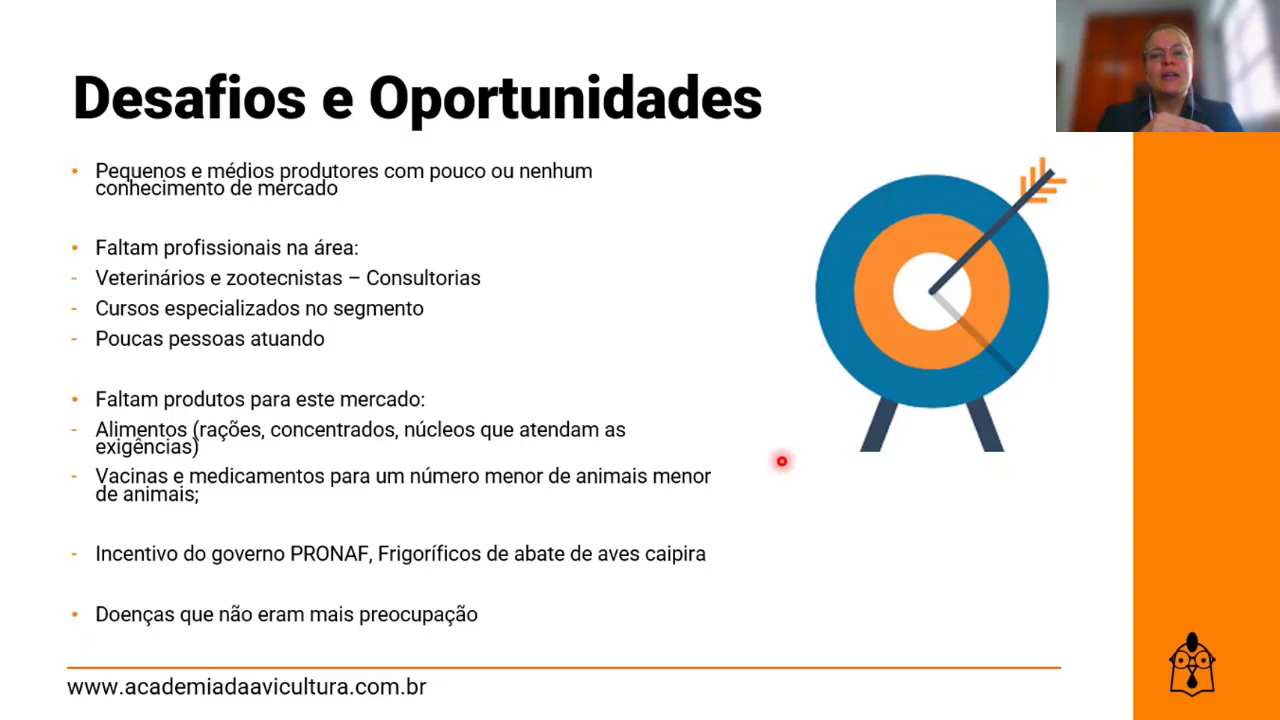 Desafios e Oportunidades
• Pequenos e médios produtores com pouco ou nenhum
conhecimento de mercado
• Faltam profissionais na área:
- Veterinários e zootecnistas – Consultorias
- Cursos especializados no segmento
- Poucas pessoas atuando
• Faltam produtos para este mercado:
- Alimentos (rações, concentrados, núcleos que atendam as
exigências)
- Vacinas e medicamentos para um número menor de animais menor
de animais;
- Incentivo do governo PRONAF, Frigoríficos de abate de aves caipira
• Doenças que não eram mais preocupação
www.academiadaavicultura.com.br